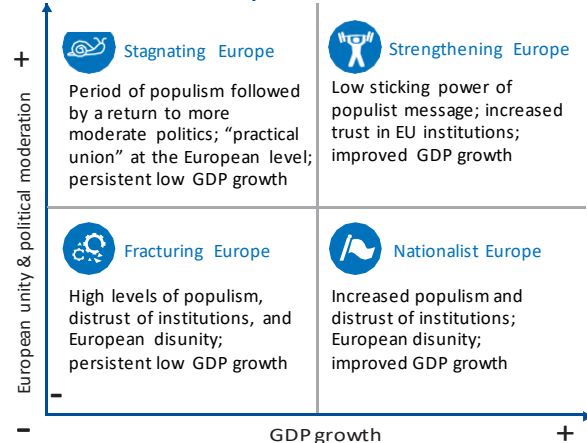 +
European unity & political moderation
-
Stagnating Europe
Period of populism followed
by a return to more
moderate politics; “practical
union” at the European level;
persistent low GDP growth
Strengthening Europe
Low sticking power of
populist message; increased
trust in EU institutions;
improved GDP growth
Fracturing Europe
High levels of populism,
distrust of institutions, and
European disunity;
persistent low GDP growth
Nationalist Europe
Increased populism and
distrust of institutions;
European disunity;
improved GDP growth
-
GDP growth
+